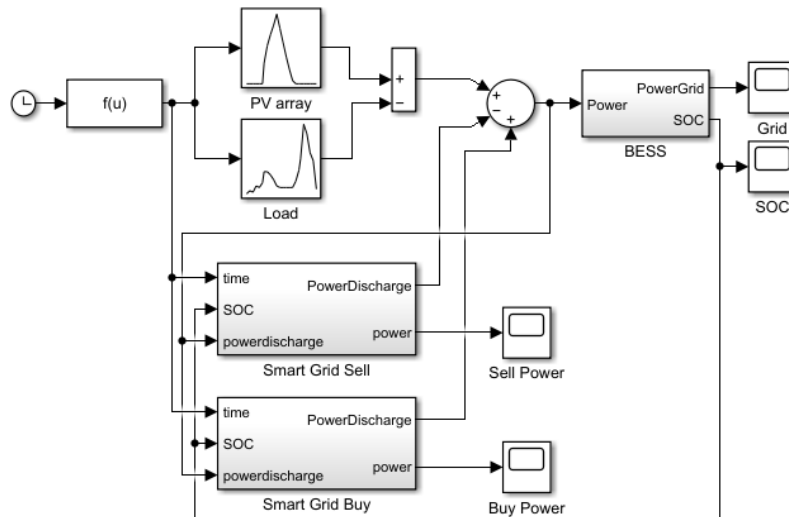 f(u)
PV array
+
−
Load
+
−
+
Power
PowerGrid
SOC
BESS
Grid
SOC
time
SOC
powerdischarge
PowerDischarge
power
Smart Grid Sell
Sell Power
time
SOC
powerdischarge
PowerDischarge
power
Smart Grid Buy
Buy Power